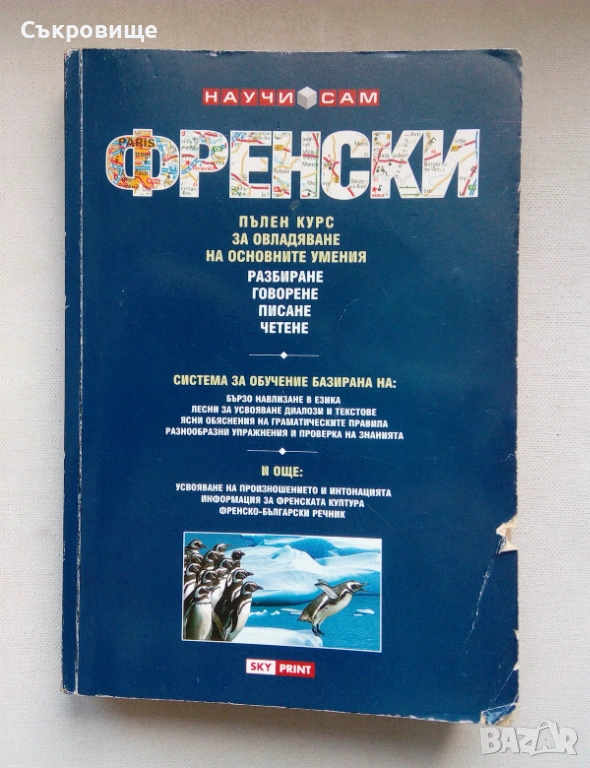 Съкровище
НАУЧИ САМ
PARIS
ФРЕНСКИ
ПЪЛЕН КУРС
ЗА ОВЛАДЯВАНЕ
НА ОСНОВНИТЕ УМЕНИЯ
РАЗБИРАНЕ
ГОВОРЕНЕ
ПИСАНЕ
ЧЕТЕНЕ
СИСТЕМА ЗА ОБУЧЕНИЕ БАЗИРАНА НА:
БЪРЗО НАВЛИЗАНЕ В ЕЗИКА
ЛЕСНИ ЗА УСВОЯВАНЕ ДИАЛОЗИ И ТЕКСТОВЕ
ЯСНИ ОБЯСНЕНИЯ НА ГРАМАТИЧЕСКИТЕ ПРАВИЛА
РАЗНООБРАЗНИ УПРАЖНЕНИЯ И ПРОВЕРКА НА ЗНАНИЯТА
И ОЩЕ:
УСВОЯВАНЕ НА ПРОИЗНОШЕНИЕТО И ИНТОНАЦИЯТА
ИНФОРМАЦИЯ ЗА ФРЕНСКАТА КУЛТУРА
ФРЕНСКО-БЪЛГАРСКИ РЕЧНИК
SKY PRINT
BAZAR